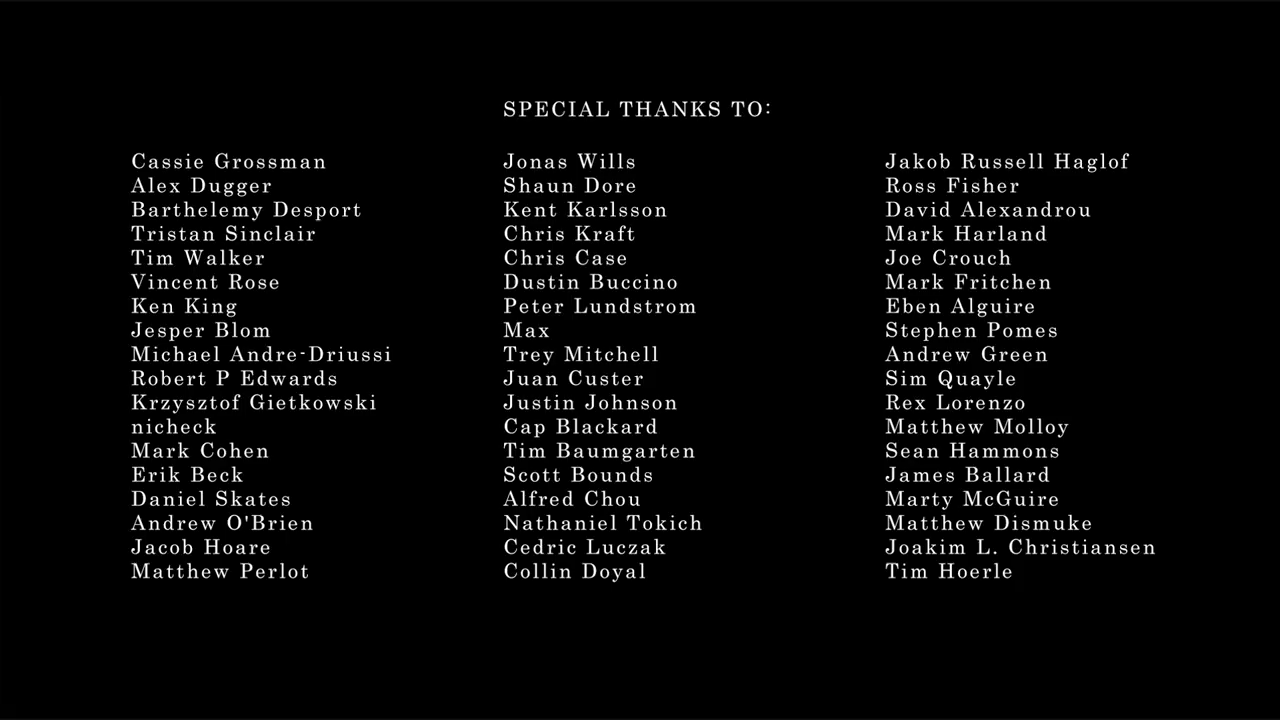 SPECIAL THANKS TO:
Cassie Grossman
Alex Dugger
Barthelemy Desport
Tristan Sinclair
Tim Walker
Vincent Rose
Ken King
Jesper Blom
Michael Andre-Driussi
Robert P Edwards
Krzysztof Gietkowski
nicheck
Mark Cohen
Erik Beck
Daniel Skates
Andrew O'Brien
Jacob Hoare
Matthew Perlot
Jonas Wills
Shaun Dore
Kent Karlsson
Chris Kraft
Chris Case
Dustin Buccino
Peter Lundstrom
Max
Trey Mitchell
Juan Custer
Justin Johnson
Cap Blackard
Tim Baumgarten
Scott Bounds
Alfred Chou
Nathaniel Tokich
Cedric Luczak
Collin Doyal
Jakob Russell Haglof
Ross Fisher
David Alexandrou
Mark Harland
Joe Crouch
Mark Fritchen
Eben Alguire
Stephen Pomes
Andrew Green
Sim Quayle
Rex Lorenzo
Matthew Molloy
Sean Hammons
James Ballard
Marty McGuire
Matthew Dismuke
Joakim L. Christiansen
Tim Hoerle